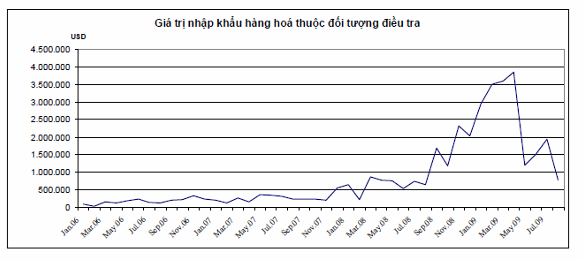 Giá trị nhập khẩu hàng hoá thuộc đối tượng điều tra
USD
4.500.000
4.000.000
3.500.000
3.000.000
2.500.000
2.000.000
1.500.000
1.000.000
500.000
0
Jan.06
Mar.06
May.06
Jul.06
Sep.06
Nov.06
Jan.07
Mar.07
May.07
Jul.07
Sep.07
Nov.07
Jan.08
Mar.08
May.08
Jul.08
Sep.08
Nov.08
Jan.09
Mar.09
May.09
Jul.09